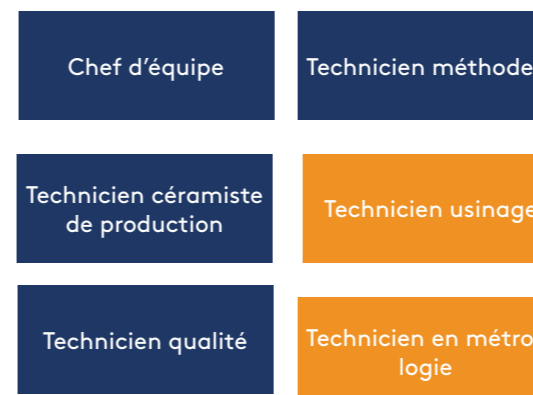 Chef d'équipe
Technicien méthode
Technicien céramiste
de production
Technicien usinage
Technicien qualité
Technicien en métro
logie